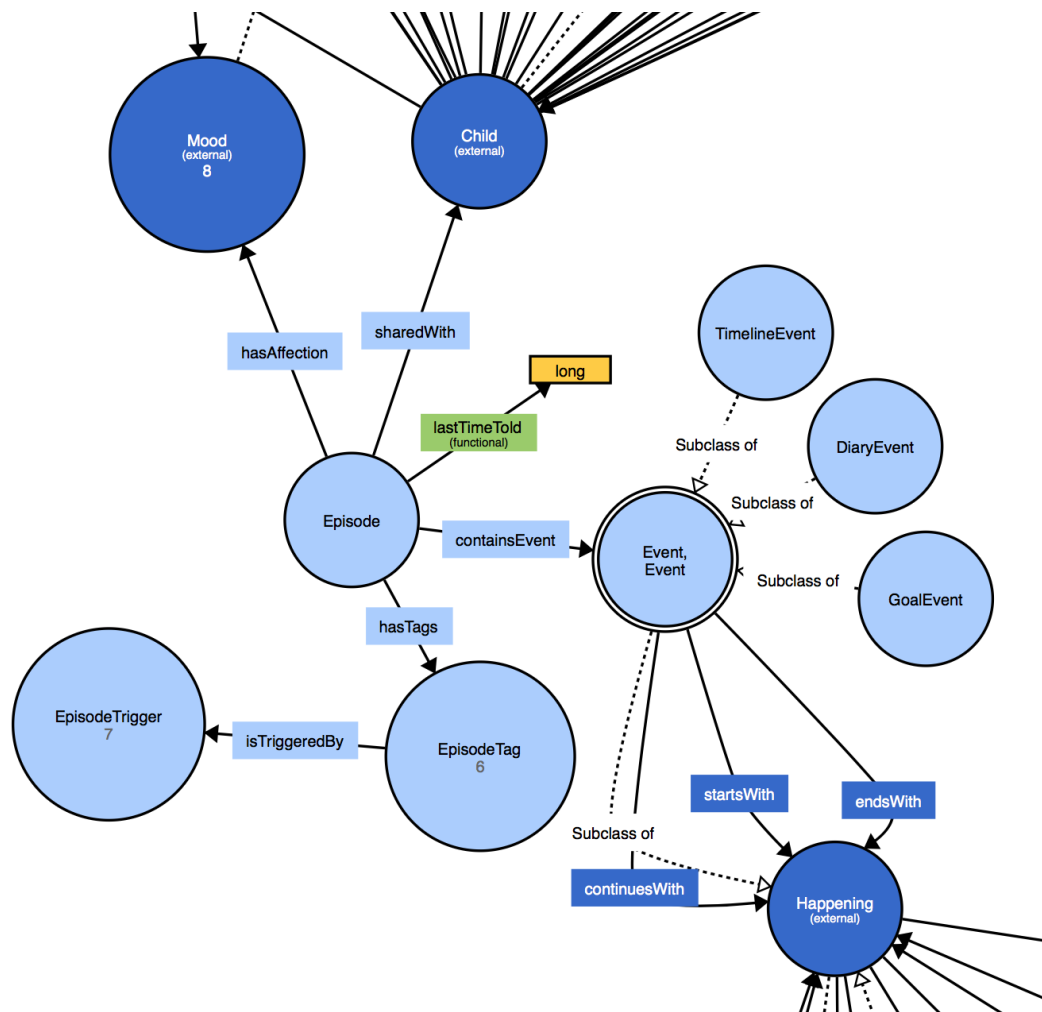 Mood
(external)
8
Child
(external)
TimelineEvent
sharedWith
hasAffection
long
lastTimeTold
(functional)
Subclass of
DiaryEvent
Subclass of
Episode
containsEvent
Event,
Event
Subclass of
GoalEvent
hasTags
EpisodeTrigger
7
isTriggeredBy
EpisodeTag
6
startsWith
endsWith
Subclass of
continuesWith
Happening
(external)